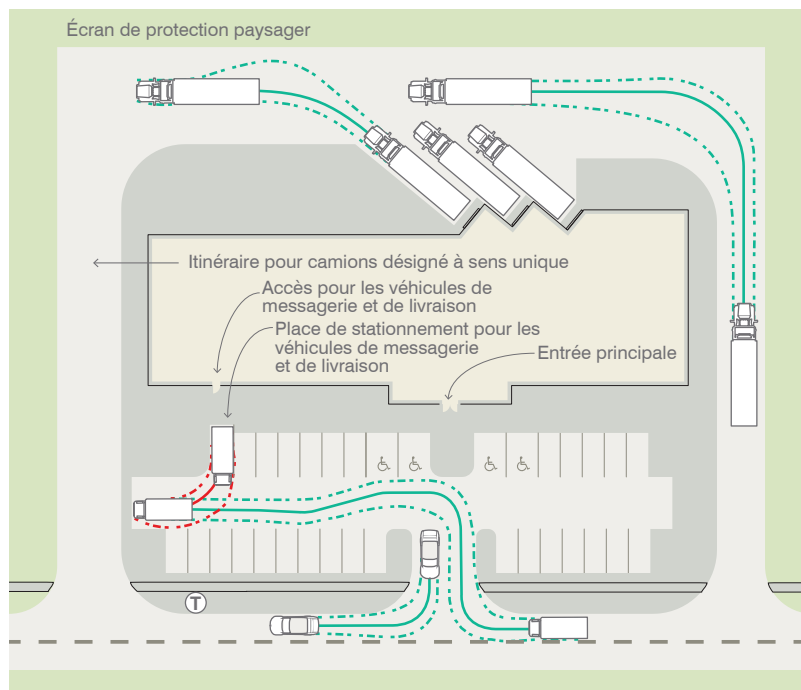 Écran de protection paysager
Itinéraire pour camions désigné à sens unique
Accès pour les véhicules de
messagerie et de livraison
Place de stationnement pour les
véhicules de messagerie
et de livraison
Entrée principale
T